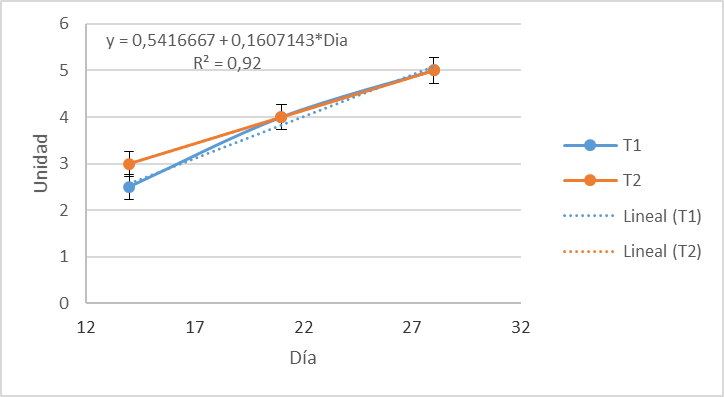 y = 0,5416667 + 0,1607143*Dia
R² = 0,92
6
5
4
3
2
1
0
Unidad
12 17 22 27 32
Día
T1
T2
Lineal (T1)
Lineal (T2)